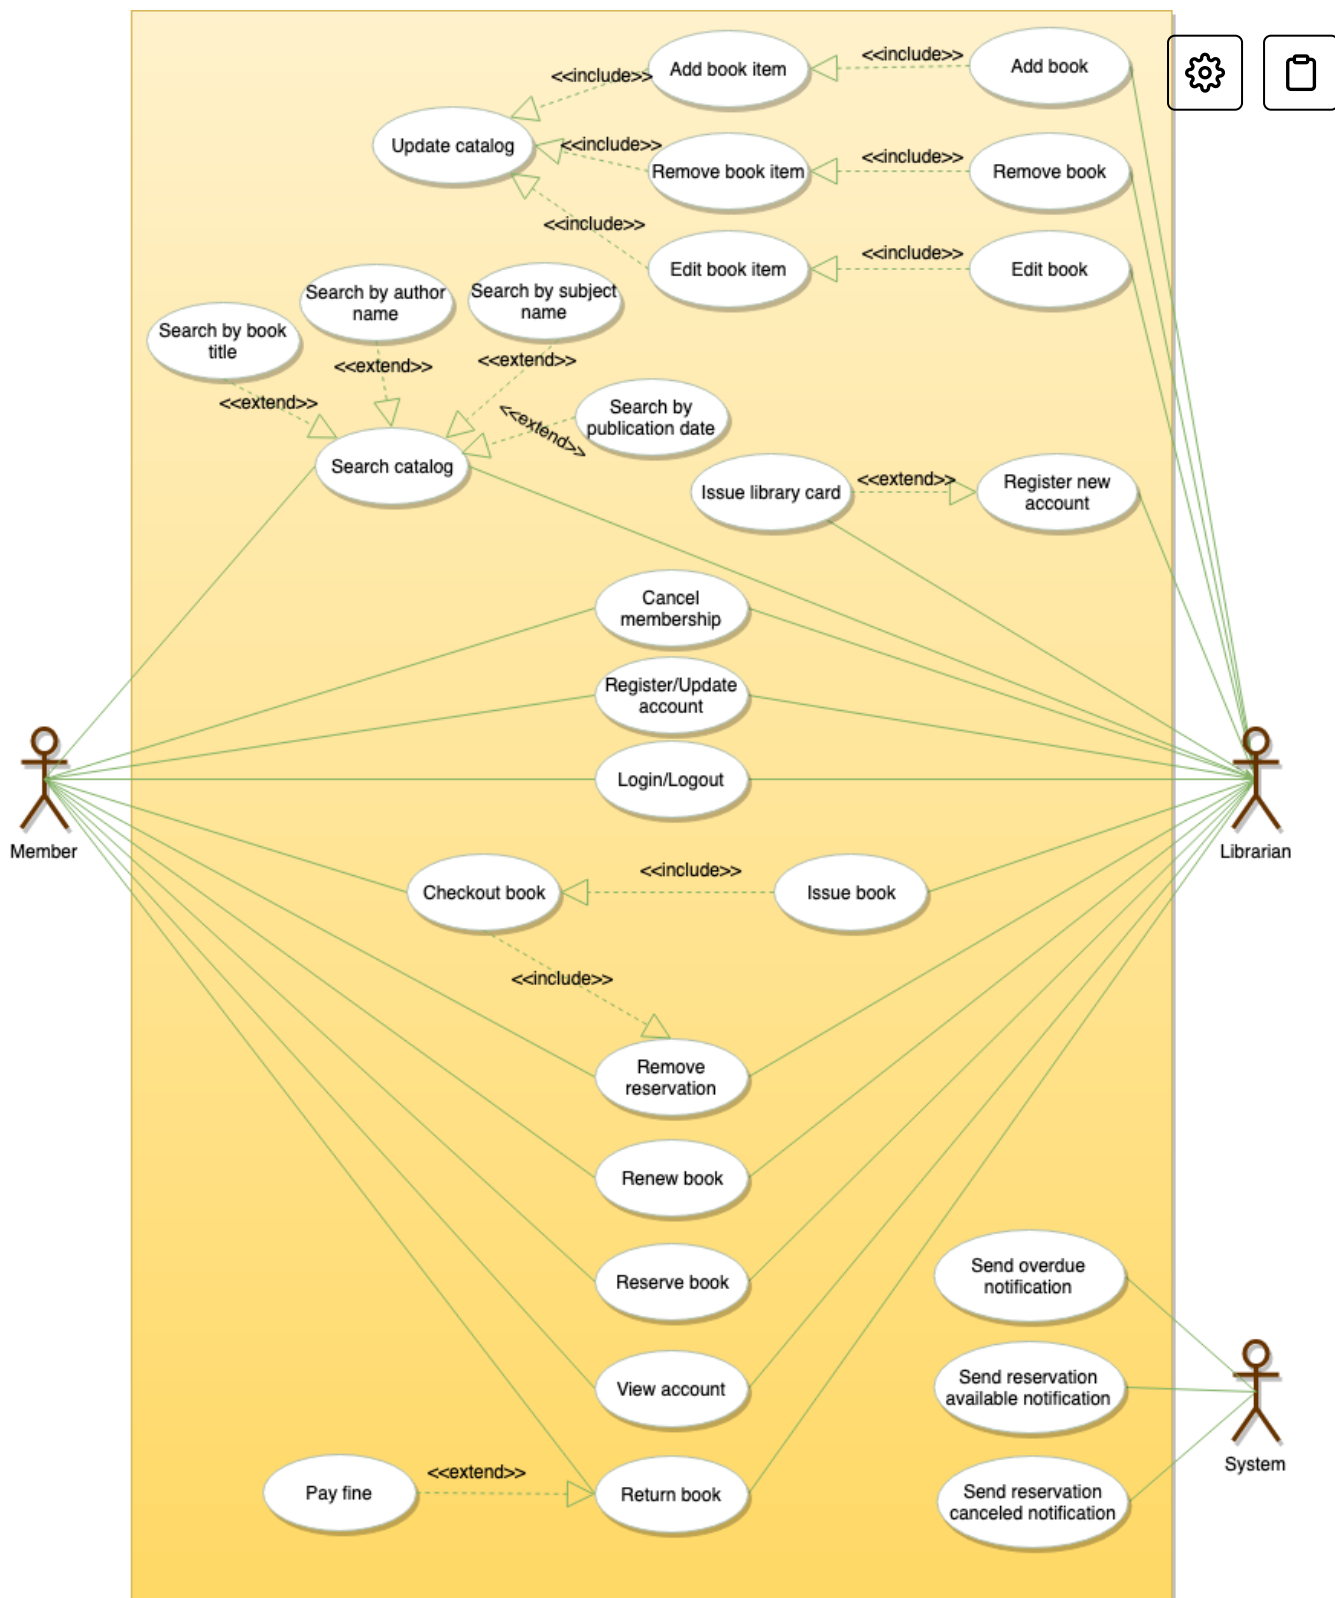 <<include>>
Add book item
<<include>>
Add book
Update catalog
<<include>>
Remove book item
<<include>>
Remove book
<<include>>
Edit book item
<<include>>
Edit book
Search by book
title
Search by author
name
Search by subject
name
<<extend>>
<<extend>>
<<extend>>
<<extend>>
Search by
publication date
Search catalog
Issue library card
<<extend>>
Register new
account
Cancel
membership
Register/Update
account
Login/Logout
Member
Librarian
Checkout book
<<include>>
Issue book
<<include>>
Remove
reservation
Renew book
Reserve book
Send overdue
notification
View account
Send reservation
available notification
System
Pay fine
<<extend>>
Return book
Send reservation
canceled notification